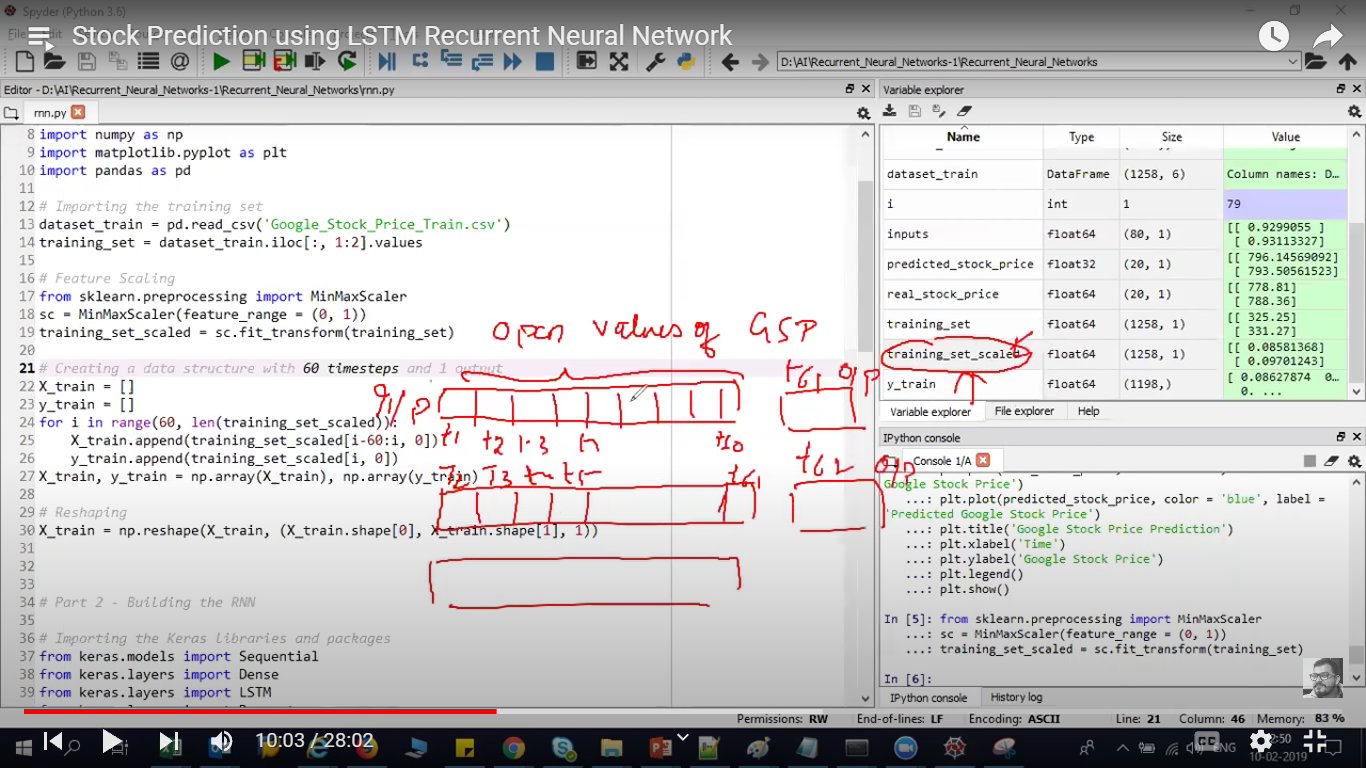 Spyder (Python 3.6)
Stock Prediction using LSTM Recurrent Neural Network
D:\AI\Recurrent_Neural_Networks-1\Recurrent_Neural_Networks
Editor - D:\AI\Recurrent_Neural_Networks-1\Recurrent_Neural_Networks\rnn.py
rnn.py
8 import numpy as np
9 import matplotlib.pyplot as plt
10 import pandas as pd
11
12 # Importing the training set
13 dataset_train = pd.read_csv('Google_Stock_Price_Train.csv')
14 training_set = dataset_train.iloc[:, 1:2].values
15
16 # Feature Scaling
17 from sklearn.preprocessing import MinMaxScaler
18 sc = MinMaxScaler(feature_range = (0, 1))
19 training_set_scaled = sc.fit_transform(training_set)
20
open values of GSP
21 # Creating a data structure with 60 timesteps and 1 output
22 X_train = []
23 y_train = []
24 for i in range(60, len(training_set_scaled)):
25 X_train.append(training_set_scaled[i-60:i, 0])
26 y_train.append(training_set_scaled[i, 0])
27 X_train, y_train = np.array(X_train), np.array(y_train)
28
29 # Reshaping
30 X_train = np.reshape(X_train, (X_train.shape[0], X_train.shape[1], 1))
31
32
33
34 # Part 2 - Building the RNN
35
36 # Importing the Keras libraries and packages
37 from keras.models import Sequential
38 from keras.layers import Dense
39 from keras.layers import LSTM
t61 O/P
t1 t2 t3 t60
T2 T3 t61
t62 O/P
Variable explorer
Name Type Size Value
dataset_train DataFrame (1258, 6) Column names: D...
i int 1 79
inputs float64 (80, 1) [[ 0.9299055 ]
[ 0.93113327]
predicted_stock_price float32 (20, 1) [[ 796.14569092]
[ 793.50561523]
real_stock_price float64 (20, 1) [[ 778.81]
[ 788.36]
training_set float64 (1258, 1) [[ 325.25]
[ 331.27]
training_set_scaled float64 (1258, 1) [[ 0.08581368]
[ 0.09701243]
y_train float64 (1198,) [ 0.08627874 0...
0. ...
Variable explorer File explorer Help
IPython console
Console 1/A
Google Stock Price')
...: plt.plot(predicted_stock_price, color = 'blue', label =
'Predicted Google Stock Price')
...: plt.title('Google Stock Price Prediction')
...: plt.xlabel('Time')
...: plt.ylabel('Google Stock Price')
...: plt.legend()
...: plt.show()
In [5]: from sklearn.preprocessing import MinMaxScaler
...: sc = MinMaxScaler(feature_range = (0, 1))
...: training_set_scaled = sc.fit_transform(training_set)
In [6]:
IPython console History log
Permissions: RW End-of-lines: LF Encoding: ASCII Line: 21 Column: 46 Memory: 83 %
10:03 / 28:02
CC
ENG
10-02-2019